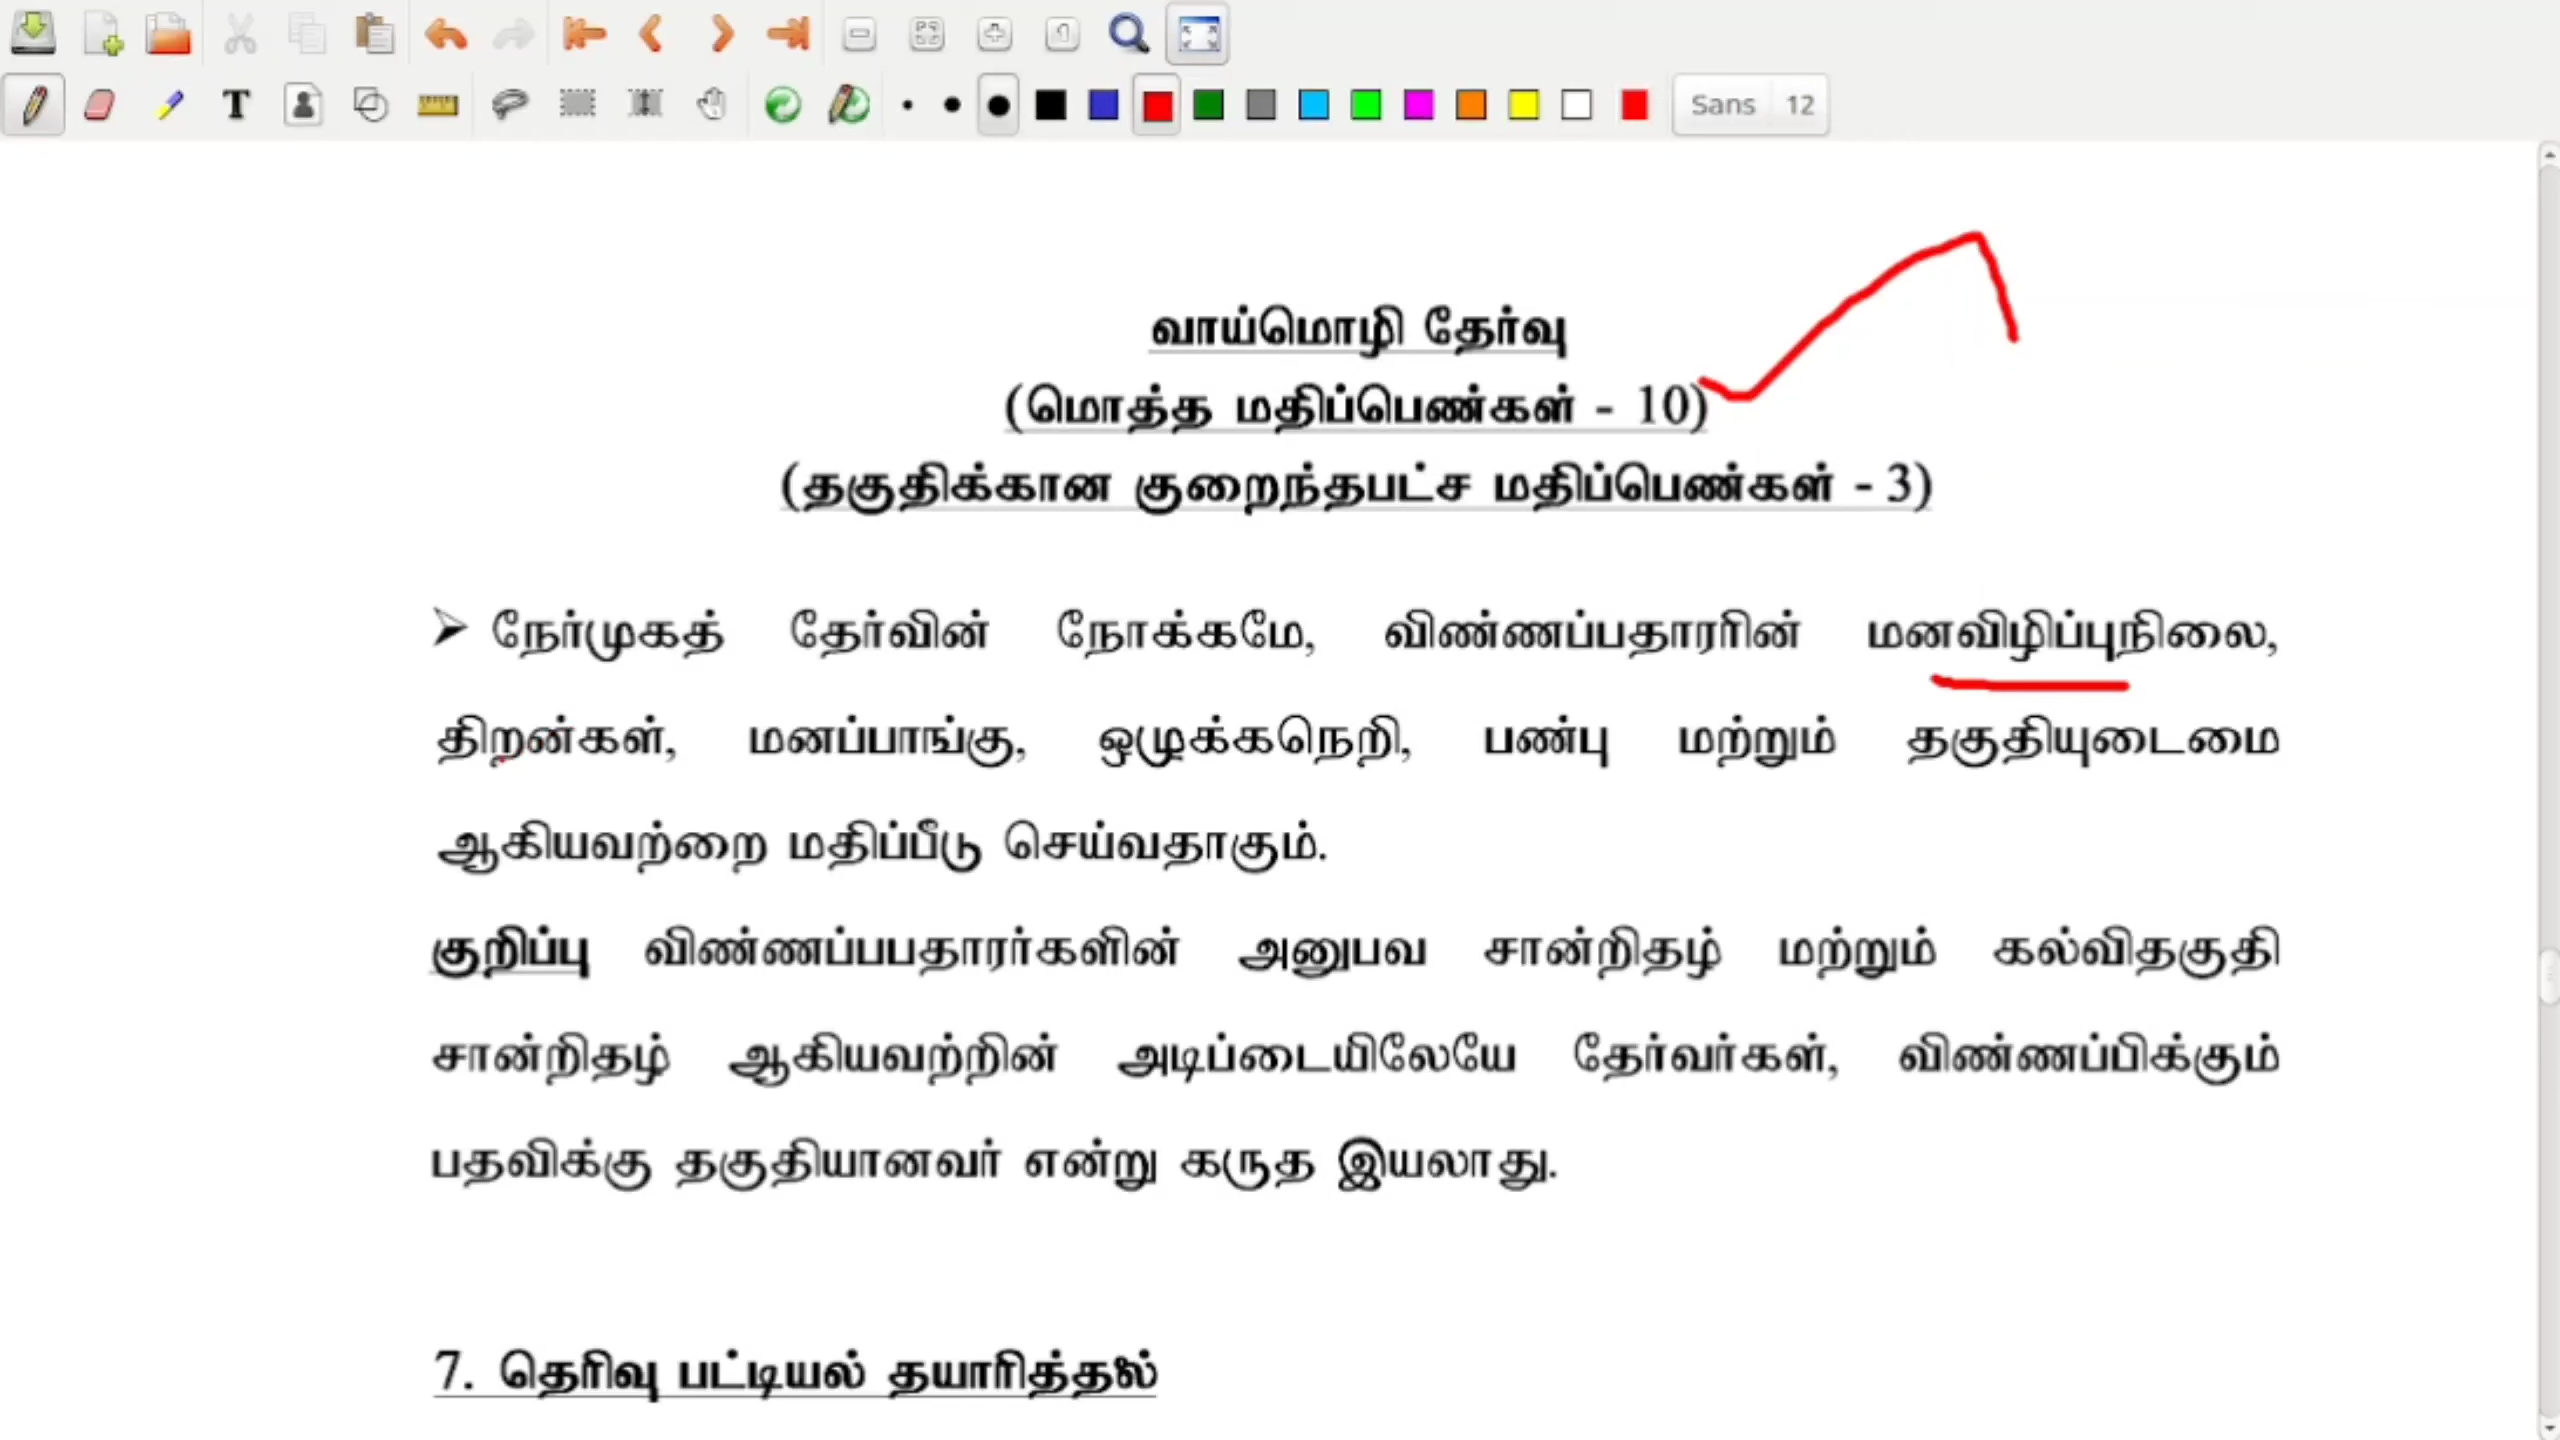 Sans 12
வாய்மொழி தேர்வு
(மொத்த மதிப்பெண்கள் - 10)
(தகுதிக்கான குறைந்தபட்ச மதிப்பெண்கள் - 3)
➢ நேர்முகத் தேர்வின் நோக்கமே, விண்ணப்பதாரரின் மனவிழிப்புநிலை,
திறன்கள், மனப்பாங்கு, ஒழுக்கநெறி, பண்பு மற்றும் தகுதியுடைமை
ஆகியவற்றை மதிப்பீடு செய்வதாகும்.
குறிப்பு விண்ணப்பபதாரர்களின் அனுபவ சான்றிதழ் மற்றும் கல்விதகுதி
சான்றிதழ் ஆகியவற்றின் அடிப்டையிலேயே தேர்வர்கள், விண்ணப்பிக்கும்
பதவிக்கு தகுதியானவர் என்று கருத இயலாது.
7. தெரிவு பட்டியல் தயாரித்தல்